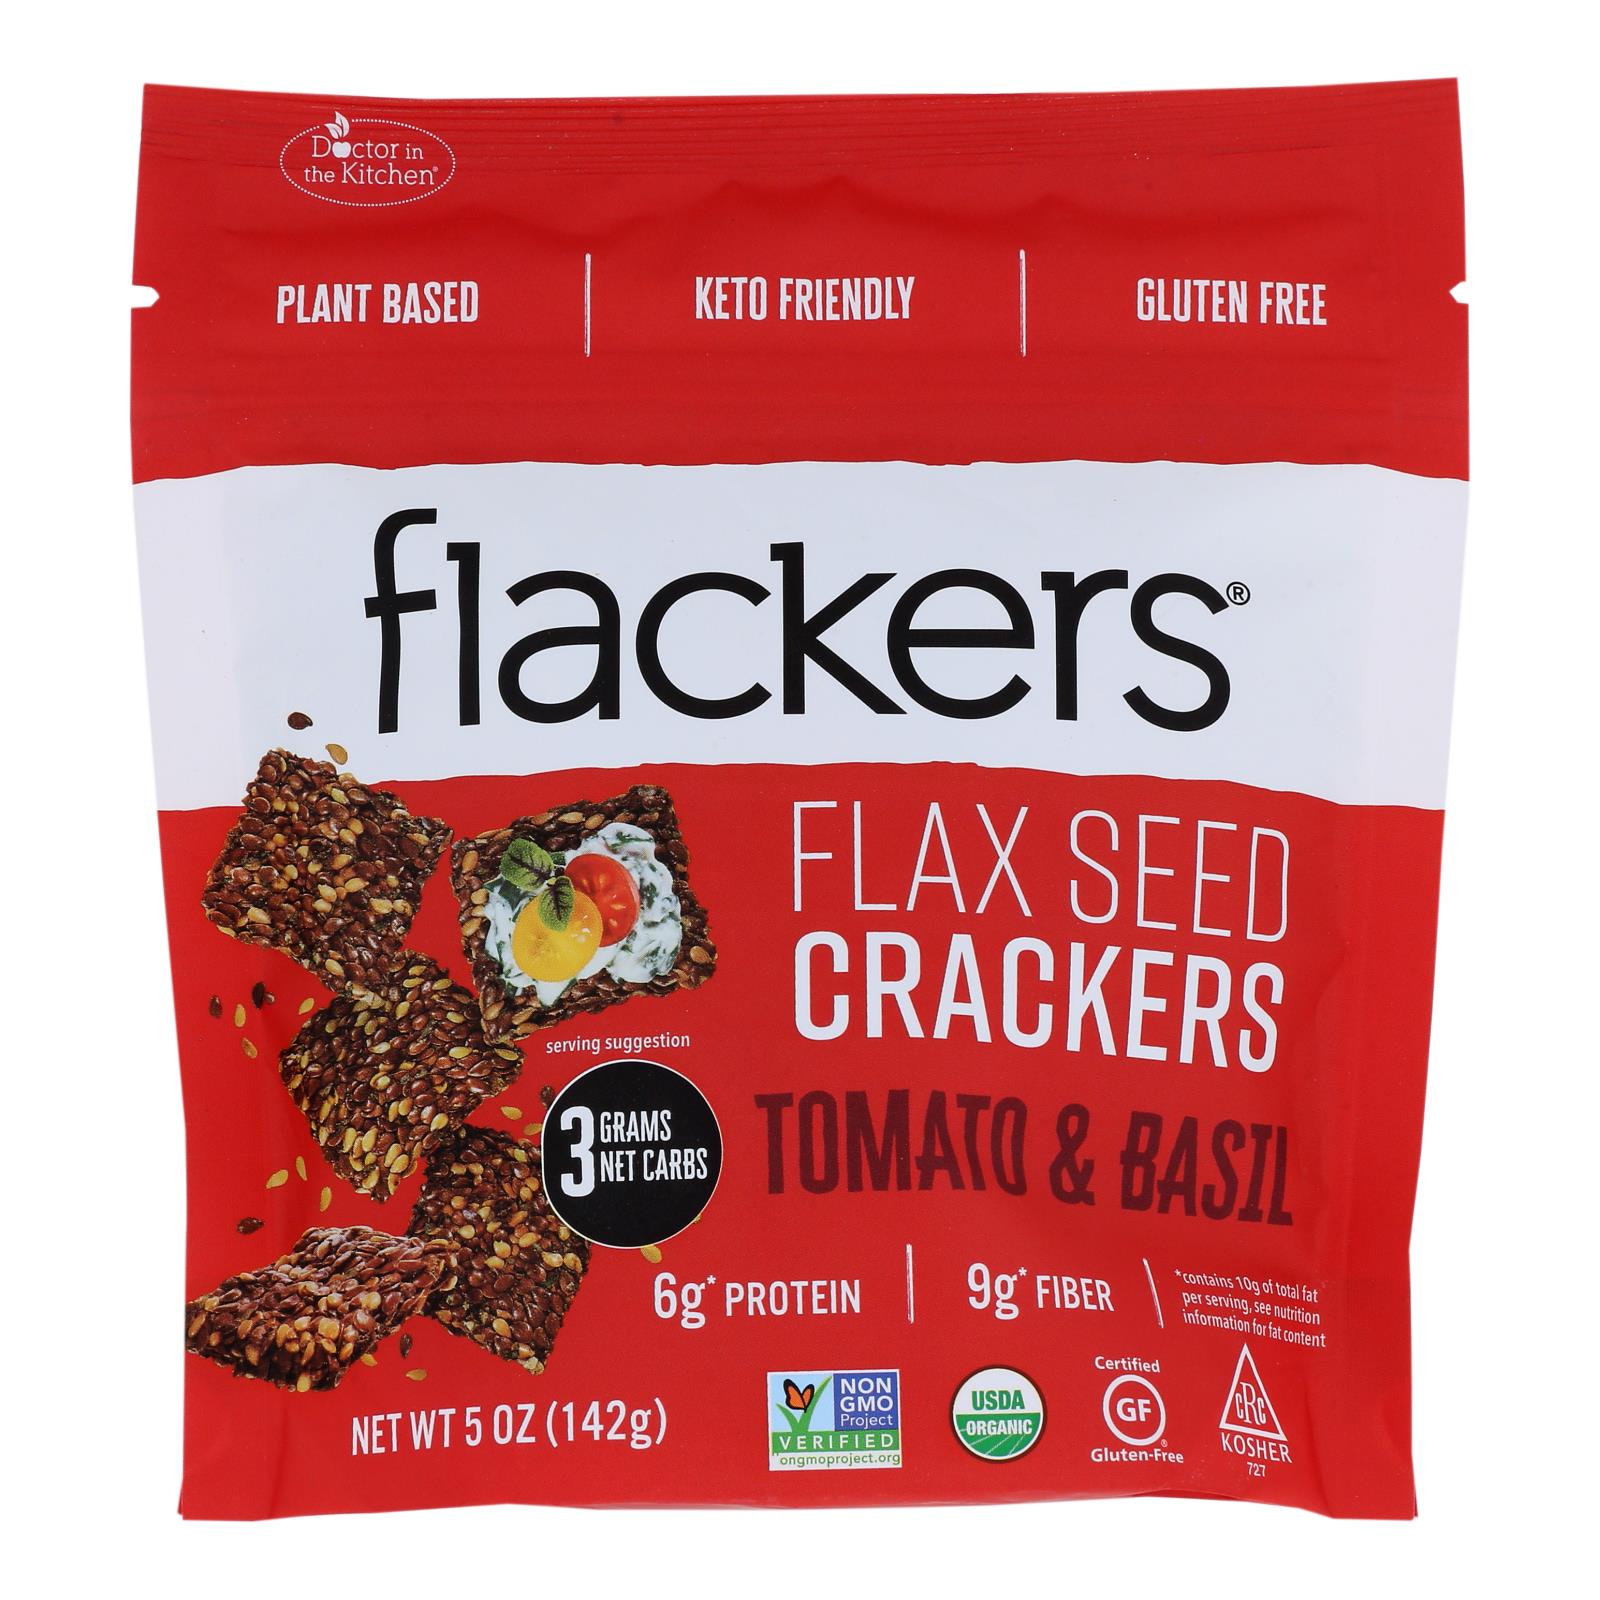 Doctor in
the Kitchen®
PLANT BASED
KETO FRIENDLY
GLUTEN FREE
flackers®
FLAX SEED
CRACKERS
TOMATO & BASIL
serving suggestion
3 GRAMS
NET CARBS
6g* PROTEIN
9g* FIBER
*contains 10g of total fat
per serving, see nutrition
information for fat content
NET WT 5 OZ (142g)
NON
GMO
Project
VERIFIED
ongmoproject.org
USDA
ORGANIC
Certified
GF®
Gluten-Free
cRc
KOSHER
727